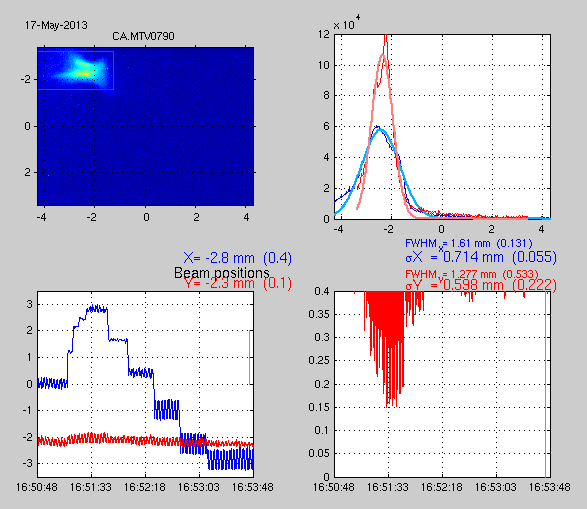 17-May-2013
CA.MTV0790
-2
0
2
-4 -2 0 2 4
x 10^4
12
10
8
6
4
2
0
-4 -2 0 2 4
X= -2.8 mm (0.4)
Beam positions
Y= -2.3 mm (0.1)
FWHM_x= 1.61 mm (0.131)
σX = 0.714 mm (0.055)
FWHM = 1.277 mm (0.533)
σY = 0.598 mm (0.222)
3
2
1
0
-1
-2
-3
16:50:48 16:51:33 16:52:18 16:53:03 16:53:48
0.4
0.35
0.3
0.25
0.2
0.15
0.1
0.05
0
16:50:48 16:51:33 16:52:18 16:53:03 16:53:48